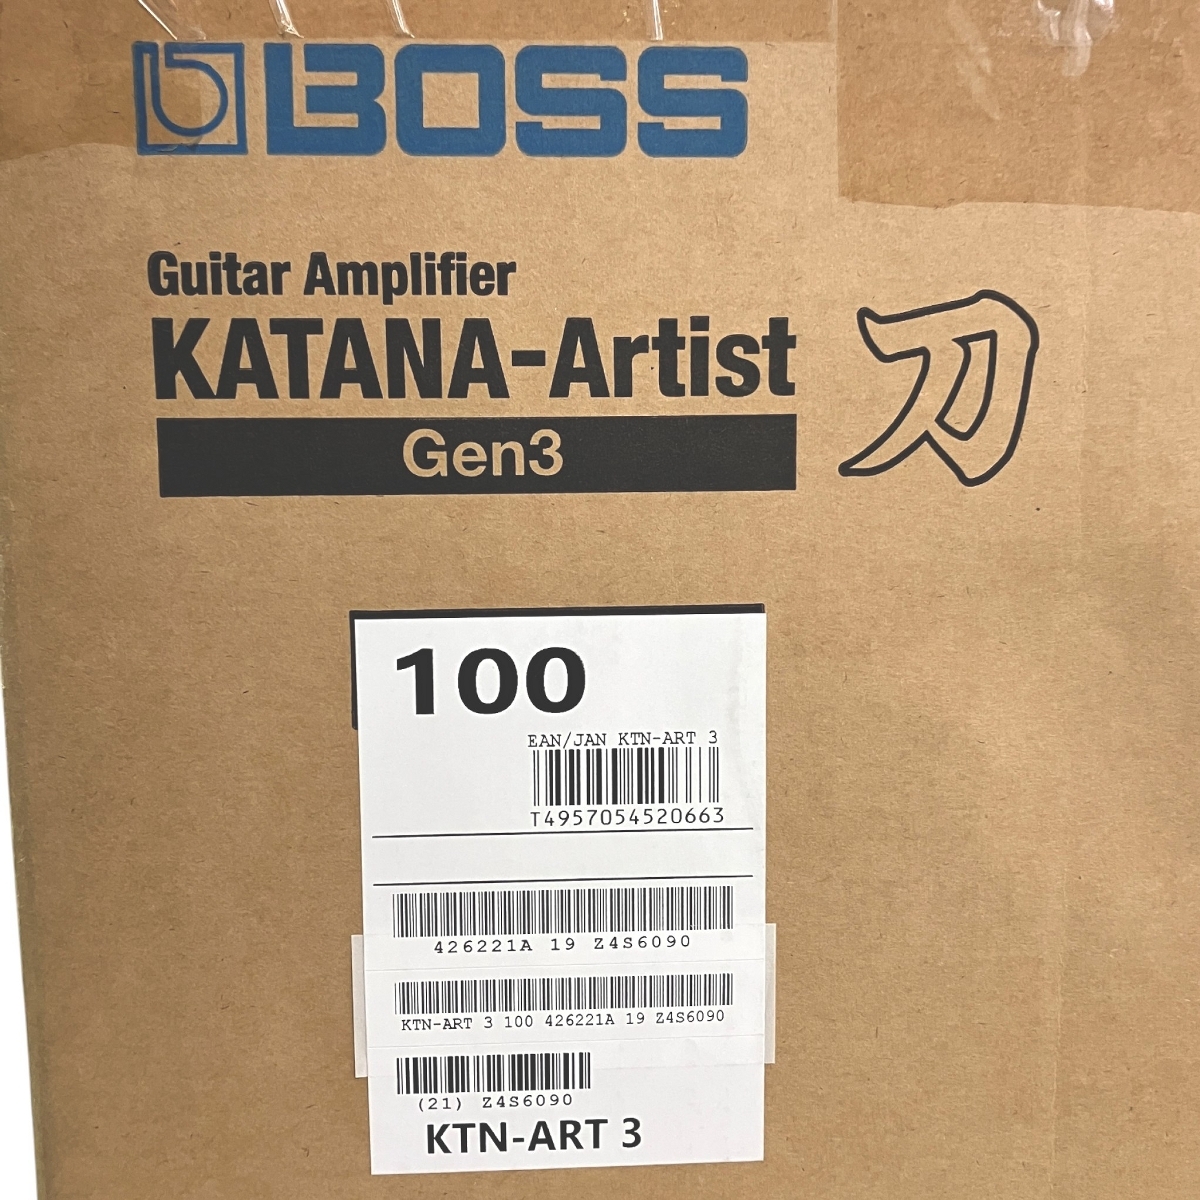 BOSS
Guitar Amplifier
KATANA-Artist
刀
Gen3
100
EAN/JAN KTN-ART 3
T4957054520663
426221A 19 Z4S6090
KTN-ART 3 100 426221A 19 Z4S6090
(21) Z4S6090
KTN-ART 3